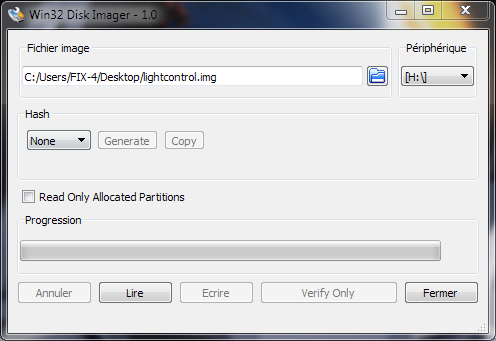 Win32 Disk Imager - 1.0
Fichier image
Périphérique
C:/Users/FIX-4/Desktop/lightcontrol.img
[H:\]
Hash
None
Generate
Copy
Read Only Allocated Partitions
Progression
Annuler
Lire
Ecrire
Verify Only
Fermer